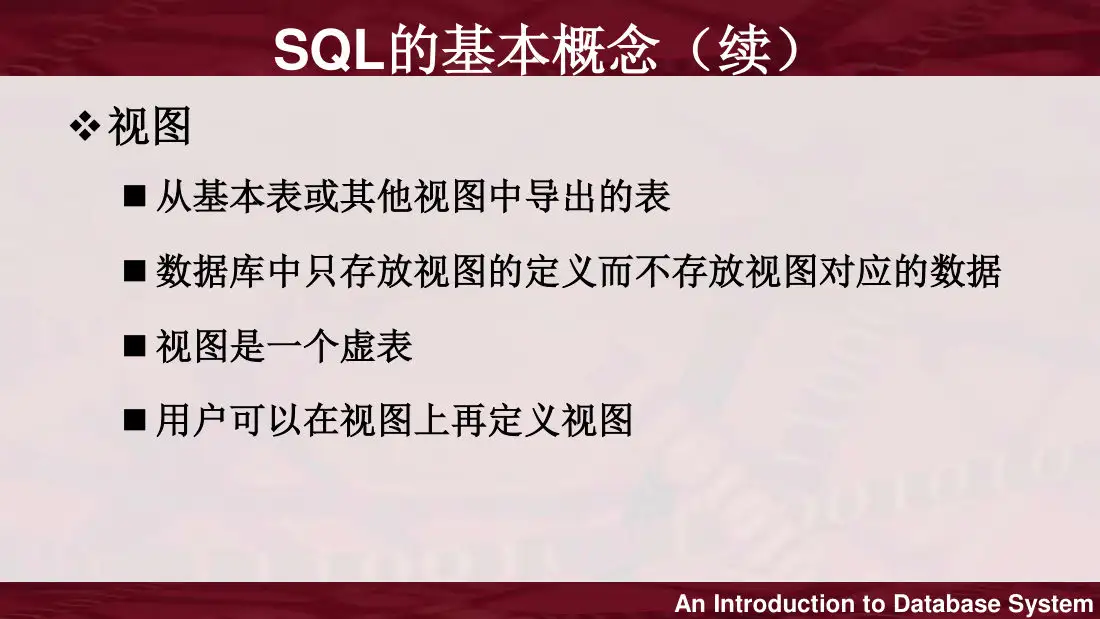 SQL的基本概念（续）
视图
从基本表或其他视图中导出的表
数据库中只存放视图的定义而不存放视图对应的数据
视图是一个虚表
用户可以在视图上再定义视图
An Introduction to Database System